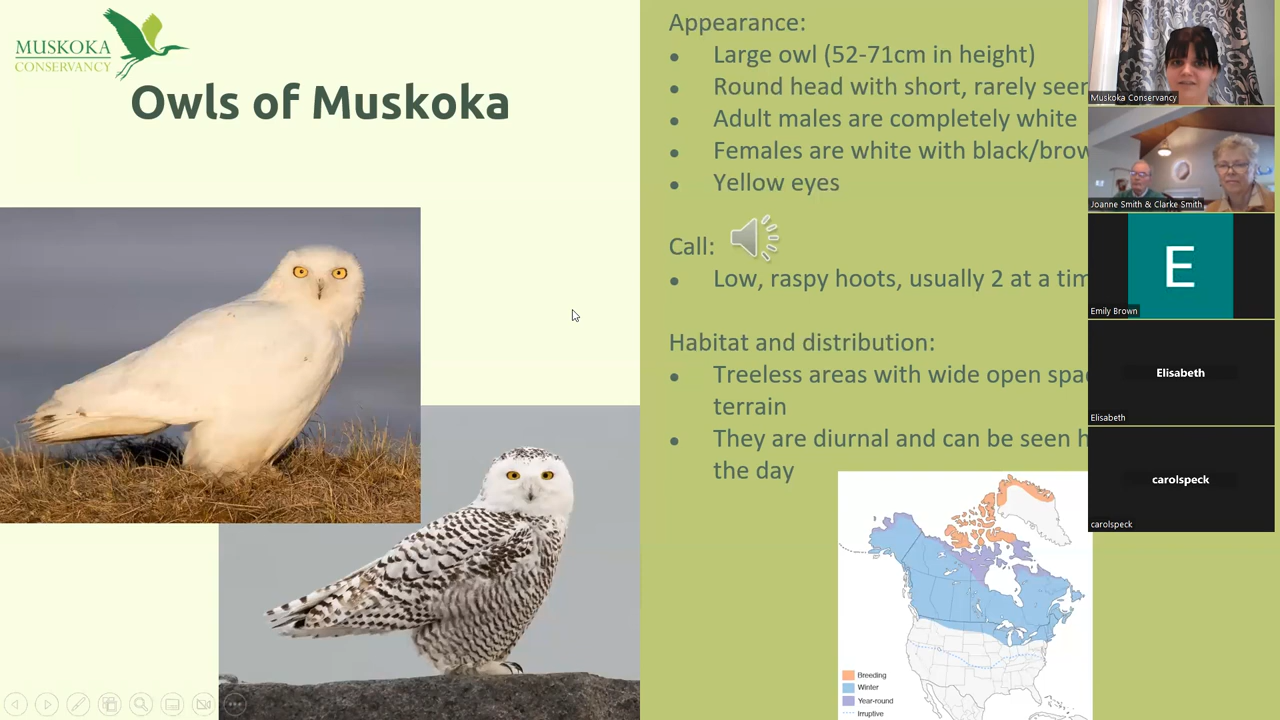 MUSKOKA
CONSERVANCY
Owls of Muskoka
Appearance:
Large owl (52-71cm in height)
Round head with short, rarely seen
Adult males are completely white
Females are white with black/brow
Yellow eyes
Call:
Low, raspy hoots, usually 2 at a tim
Habitat and distribution:
Treeless areas with wide open spa
terrain
They are diurnal and can be seen h
the day
Breeding
Winter
Year-round
Irruptive
Muskoka Conservancy
Joanne Smith & Clarke Smith
E
Emily Brown
Elisabeth
Elisabeth
carolspeck
carolspeck